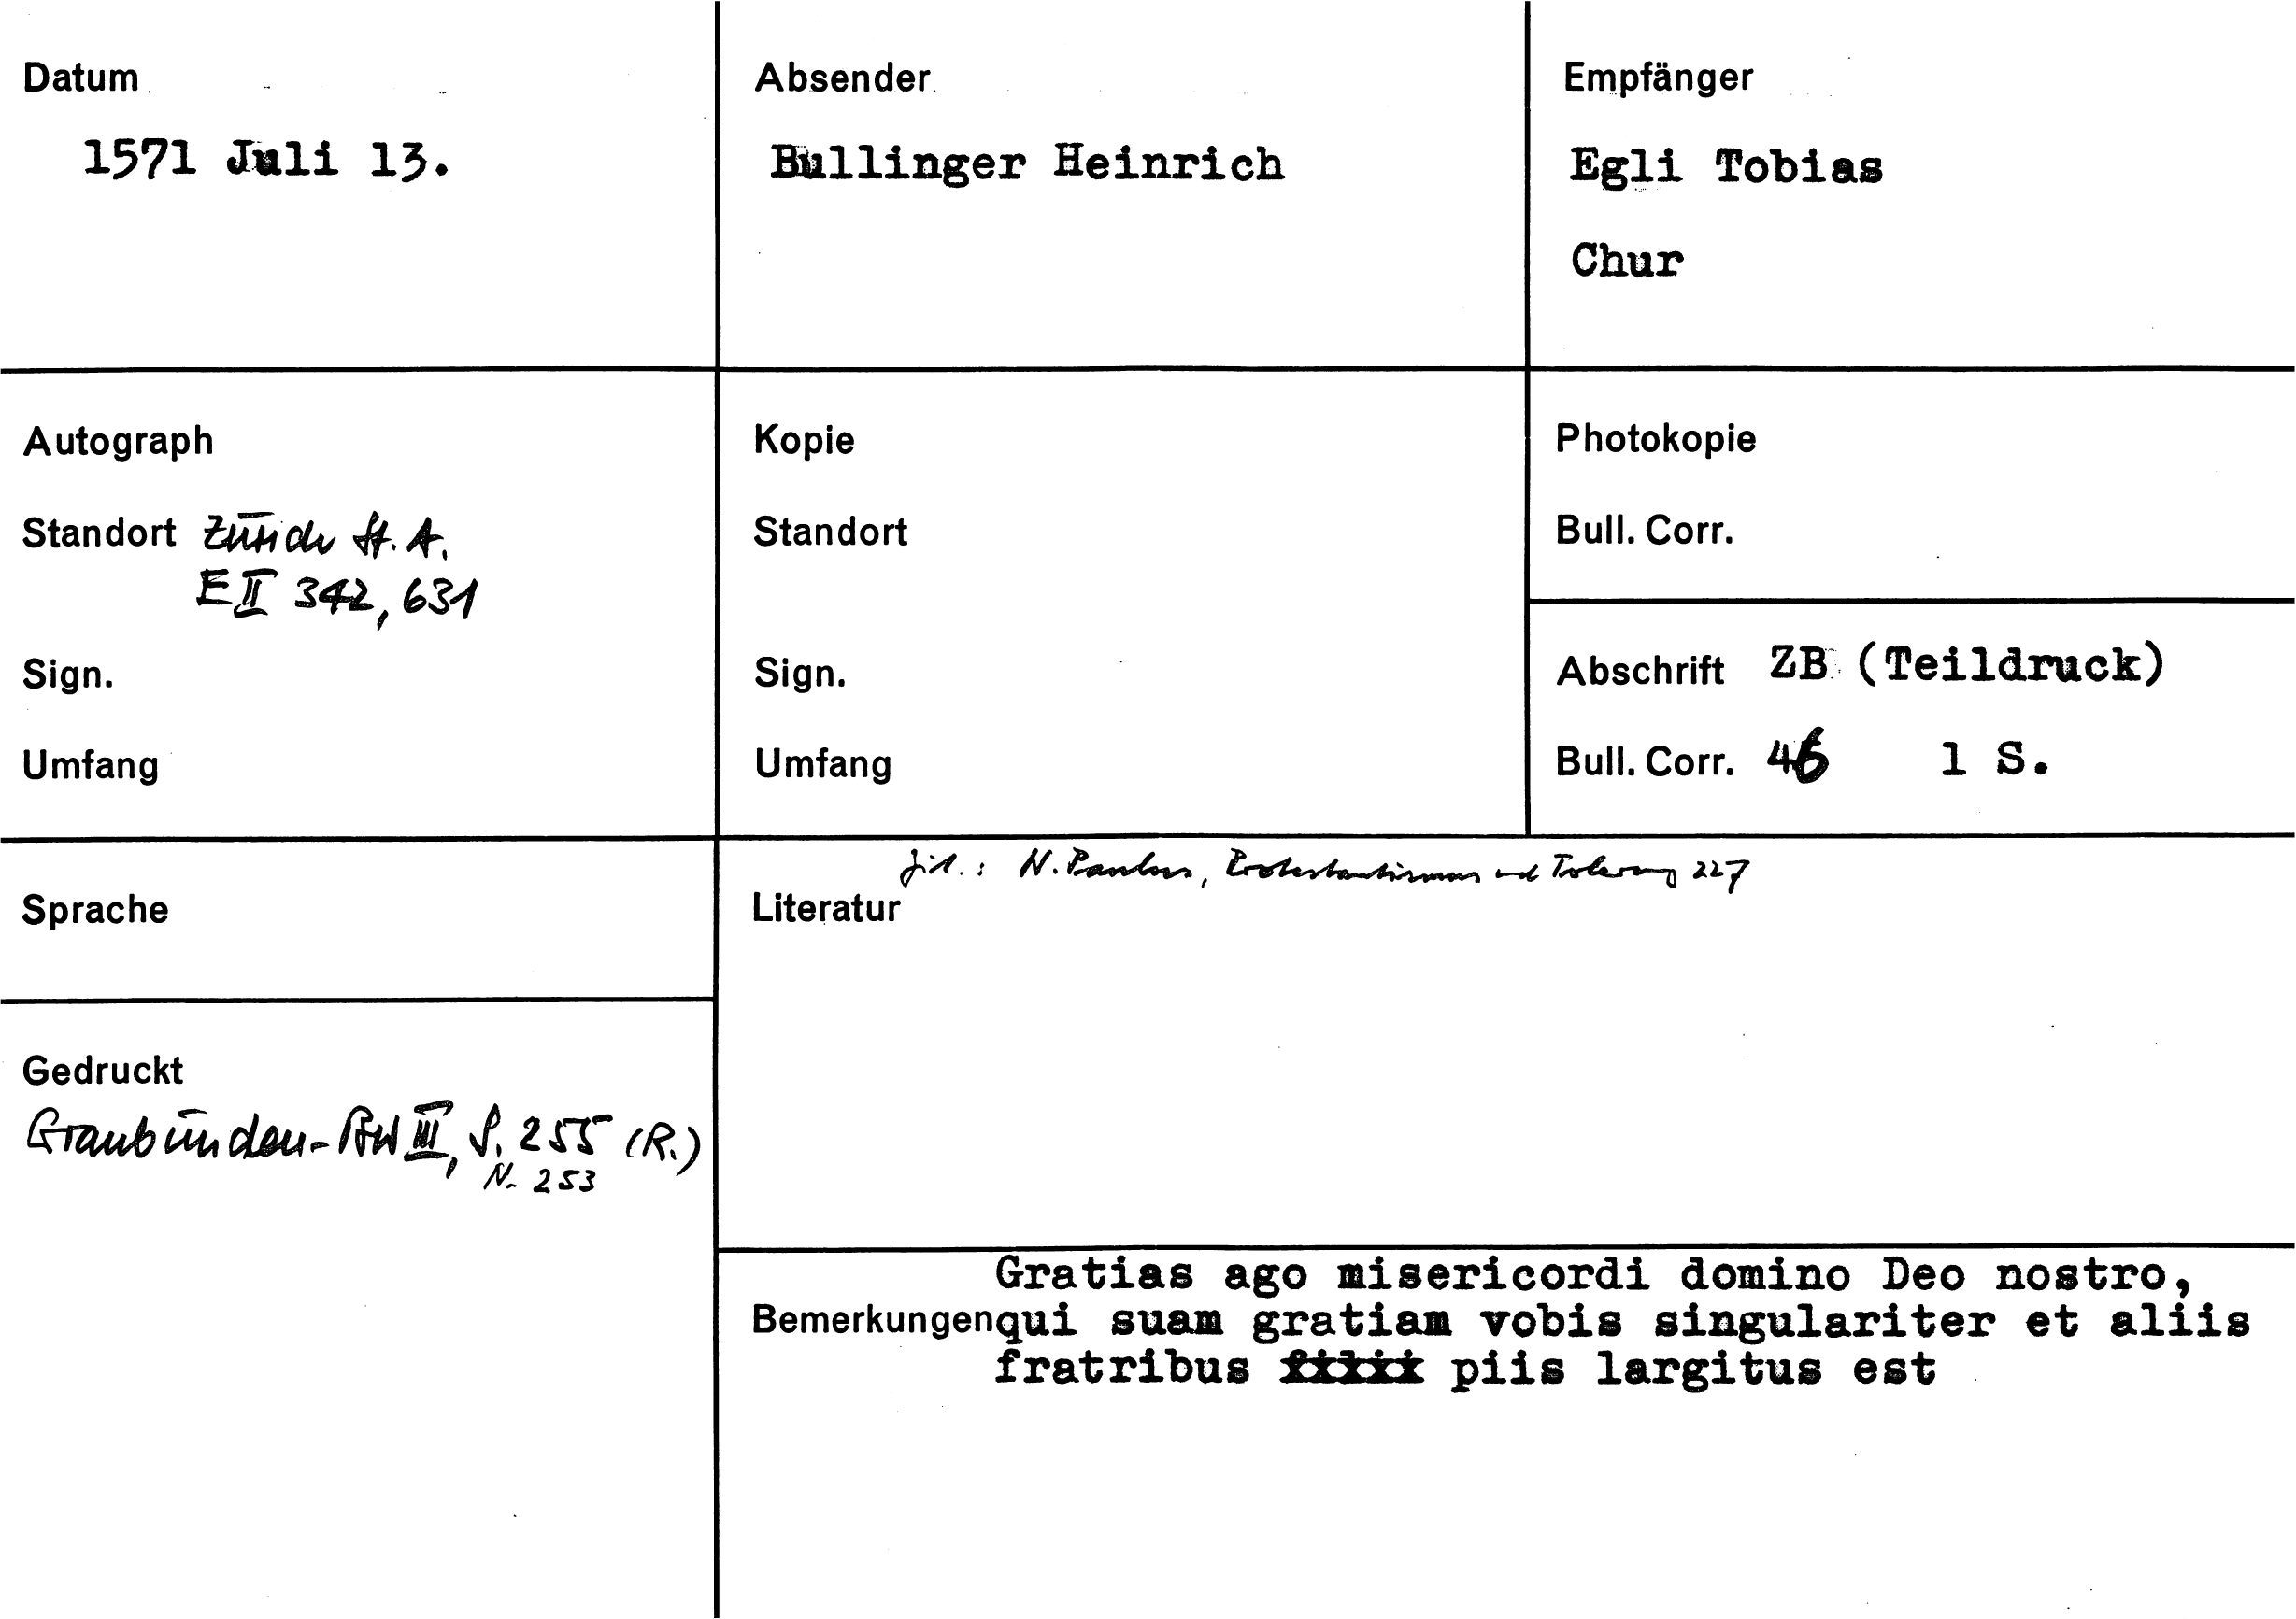 Datum
1571 Juli 13.
Absender
Bullinger Heinrich
Empfänger
Egli Tobias
Chur
Autograph
Standort Zürich St. A.
E II 342, 631
Sign.
Umfang
Kopie
Standort
Sign.
Umfang
Photokopie
Bull. Corr.
Abschrift ZB (Teildruck)
Bull. Corr. 46 1 S.
Sprache
zit.: N. Paulus, Protestantismus und Toleranz 227
Literatur
Gedruckt
Graubünden-BW III, S. 255 (R.)
N. 253
Gratias ago misericordi domino Deo nostro,
Bemerkungen qui suam gratiam vobis singulariter et aliis
fratribus piis largitus est